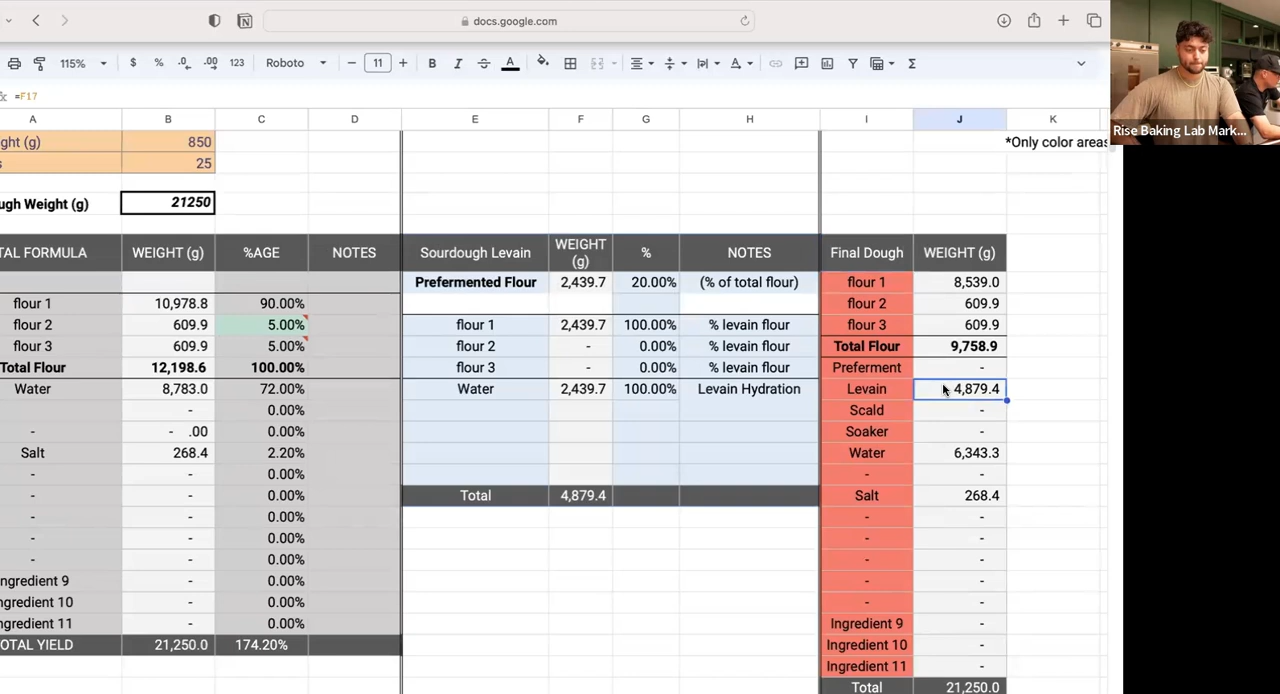 docs.google.com
115% $ % .0 .00 123 Roboto 11 B I A
=F17
A B C D E F G H I J K
ght (g) 850 *Only color areas
s 25
ugh Weight (g) 21250
TAL FORMULA WEIGHT (g) %AGE NOTES Sourdough Levain WEIGHT (g) % NOTES Final Dough WEIGHT (g)
Prefermented Flour 2,439.7 20.00% (% of total flour) flour 1 8,539.0
flour 1 10,978.8 90.00% flour 2 609.9
flour 2 609.9 5.00% flour 1 2,439.7 100.00% % levain flour flour 3 609.9
flour 3 609.9 5.00% flour 2 - 0.00% % levain flour Total Flour 9,758.9
Total Flour 12,198.6 100.00% flour 3 - 0.00% % levain flour Preferment -
Water 8,783.0 72.00% Water 2,439.7 100.00% Levain Hydration Levain 4,879.4
- 0.00% Scald -
- - .00 0.00% Soaker -
Salt 268.4 2.20% Water 6,343.3
- - 0.00% - -
- - 0.00% Total 4,879.4 Salt 268.4
- - 0.00% - -
- - 0.00% - -
- - 0.00% - -
ngredient 9 - 0.00% - -
ngredient 10 - 0.00% - -
ngredient 11 - 0.00% Ingredient 9 -
OTAL YIELD 21,250.0 174.20% Ingredient 10 -
Ingredient 11 -
Total 21,250.0
Rise Baking Lab Mark...